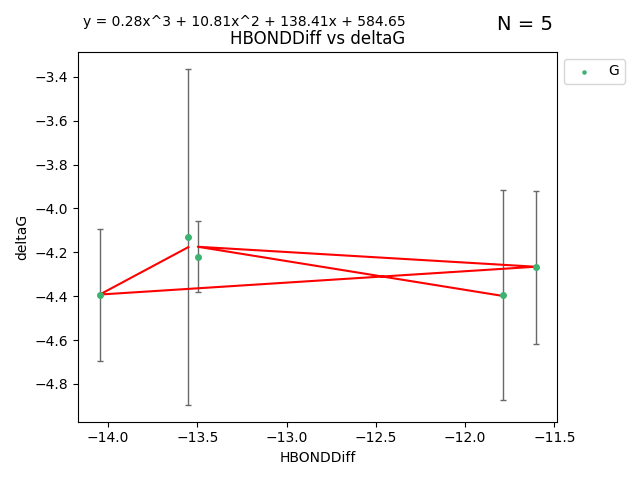 y = 0.28x^3 + 10.81x^2 + 138.41x + 584.65
N = 5
HBONDDiff vs deltaG
G
−3.4
−3.6
−3.8
−4.0
−4.2
−4.4
−4.6
−4.8
deltaG
−14.0 −13.5 −13.0 −12.5 −12.0 −11.5
HBONDDiff